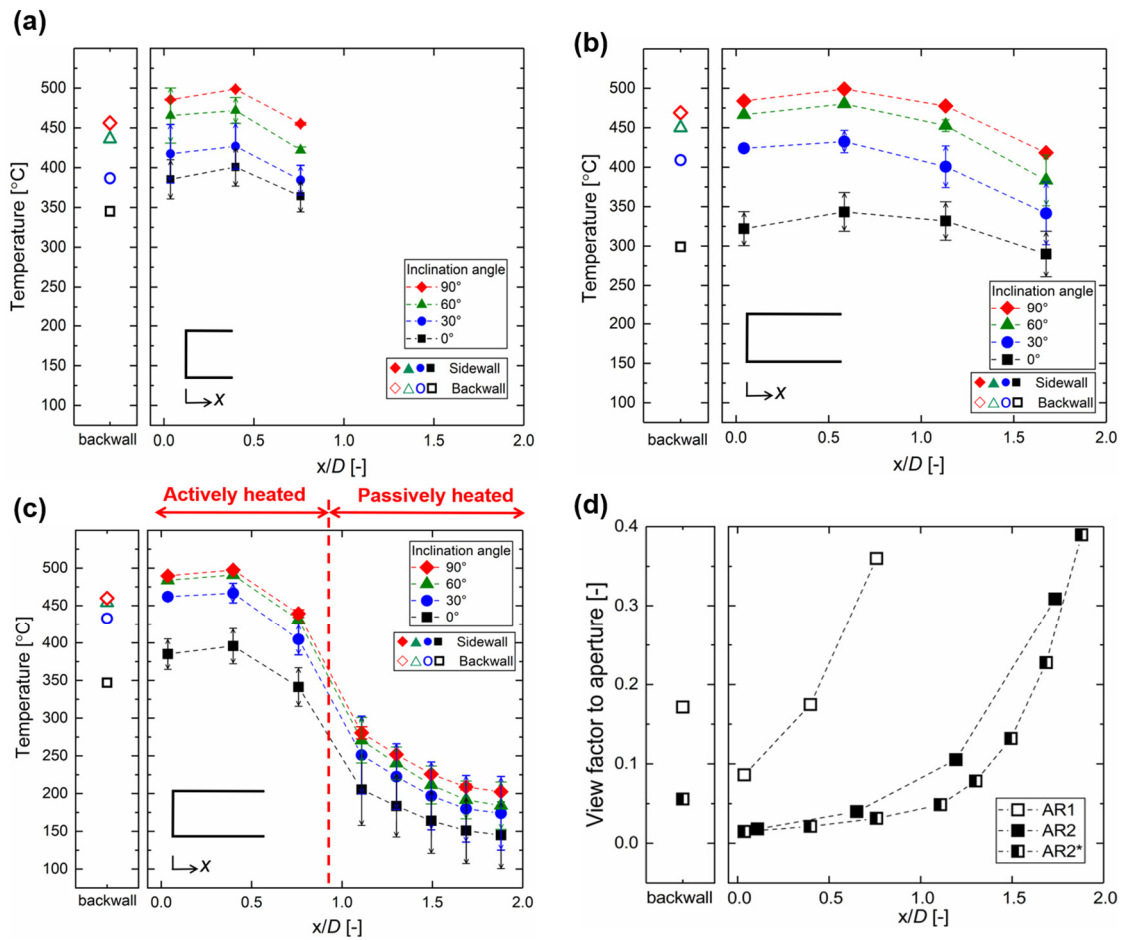 (a)
Temperature [°C]
500
450
400
350
300
250
200
150
100
Inclination angle
90°
60°
30°
0°
Sidewall
Backwall
x
backwall
0.0 0.5 1.0 1.5 2.0
x/D [-]
(b)
Temperature [°C]
500
450
400
350
300
250
200
150
100
Inclination angle
90°
60°
30°
0°
Sidewall
Backwall
x
backwall
0.0 0.5 1.0 1.5 2.0
x/D [-]
(c)
Actively heated Passively heated
Temperature [°C]
500
450
400
350
300
250
200
150
100
Inclination angle
90°
60°
30°
0°
Sidewall
Backwall
x
backwall
0.0 0.5 1.0 1.5 2.0
x/D [-]
(d)
View factor to aperture [-]
0.4
0.3
0.2
0.1
0.0
AR1
AR2
AR2*
backwall
0.0 0.5 1.0 1.5 2.0
x/D [-]